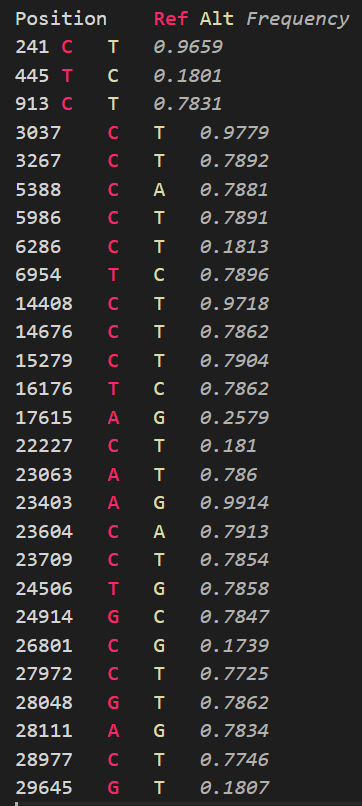 Position Ref Alt Frequency
241 C T 0.9659
445 T C 0.1801
913 C T 0.7831
3037 C T 0.9779
3267 C T 0.7892
5388 C A 0.7881
5986 C T 0.7891
6286 C T 0.1813
6954 T C 0.7896
14408 C T 0.9718
14676 C T 0.7862
15279 C T 0.7904
16176 T C 0.7862
17615 A G 0.2579
22227 C T 0.181
23063 A T 0.786
23403 A G 0.9914
23604 C A 0.7913
23709 C T 0.7854
24506 T G 0.7858
24914 G C 0.7847
26801 C G 0.1739
27972 C T 0.7725
28048 G T 0.7862
28111 A G 0.7834
28977 C T 0.7746
29645 G T 0.1807